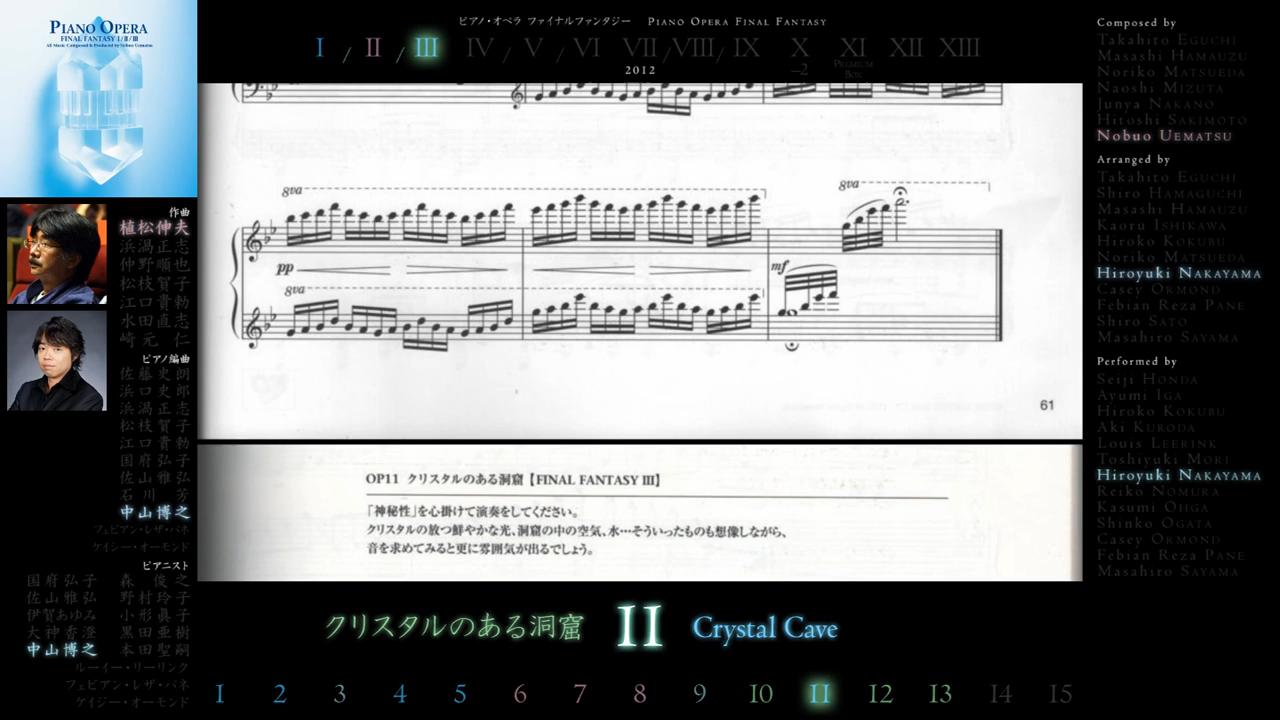 PIANO OPERA
FINAL FANTASY I/II/III
All Music Composed & Produced by Nobuo Uematsu
ピアノ・オペラ ファイナルファンタジー PIANO OPERA FINAL FANTASY
I / II / III IV / V / VI VII / VIII / IX X XI XII XIII
–2 PREMIUM BOX
2012
作曲
植松伸夫
浜渦正志
仲野順也
松枝賀子
江口貴勅
水田直志
崎元 仁
ピアノ編曲
佐藤史朗
浜口史郎
浜渦正志
松枝賀子
江口貴勅
国府弘子
佐山雅弘
石川 芳
中山博之
フェビアン・レザ・パネ
ケイシー・オーモンド
ピアニスト
国府弘子 森 俊之
佐山雅弘 野村玲子
伊賀あゆみ 小形眞子
大神香澄 黒田亜樹
中山博之 本田聖嗣
ルーイー・リーリンク
フェビアン・レザ・パネ
ケイジー・オーモンド
8va
8va
pp
mf
8va
61
OP11 クリスタルのある洞窟【FINAL FANTASY III】
「神秘性」を心掛けて演奏をしてください。
クリスタルの放つ鮮やかな光、洞窟の中の空気、水…そういったものも想像しながら、
音を求めてみると更に雰囲気が出るでしょう。
クリスタルのある洞窟 11 Crystal Cave
1 2 3 4 5 6 7 8 9 10 11 12 13 14 15
Composed by
Takahito EGUCHI
Masashi HAMAUZU
Noriko MATSUEDA
Naoshi MIZUTA
Junya NAKANO
Hitoshi SAKIMOTO
Nobuo UEMATSU
Arranged by
Takahito EGUCHI
Shiro HAMAGUCHI
Masashi HAMAUZU
Kaoru ISHIKAWA
Hiroko KOKUBU
Noriko MATSUEDA
Hiroyuki NAKAYAMA
Casey ORMOND
Febian Reza PANE
Shiro SATO
Masahiro SAYAMA
Performed by
Seiji HONDA
Ayumi IGA
Hiroko KOKUBU
Aki KURODA
Louis LEERINK
Toshiyuki MORI
Hiroyuki NAKAYAMA
Reiko NOMURA
Kasumi OHGA
Shinko OGATA
Casey ORMOND
Febian Reza PANE
Masahiro SAYAMA